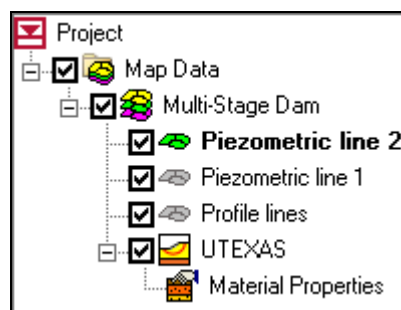 Project
Map Data
Multi-Stage Dam
Piezometric line 2
Piezometric line 1
Profile lines
UTEXAS
Material Properties